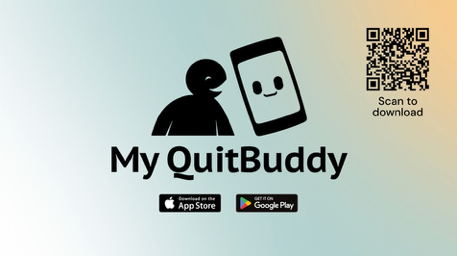 Scan to
download
My QuitBuddy
Download on the
App Store
GET IT ON
Google Play